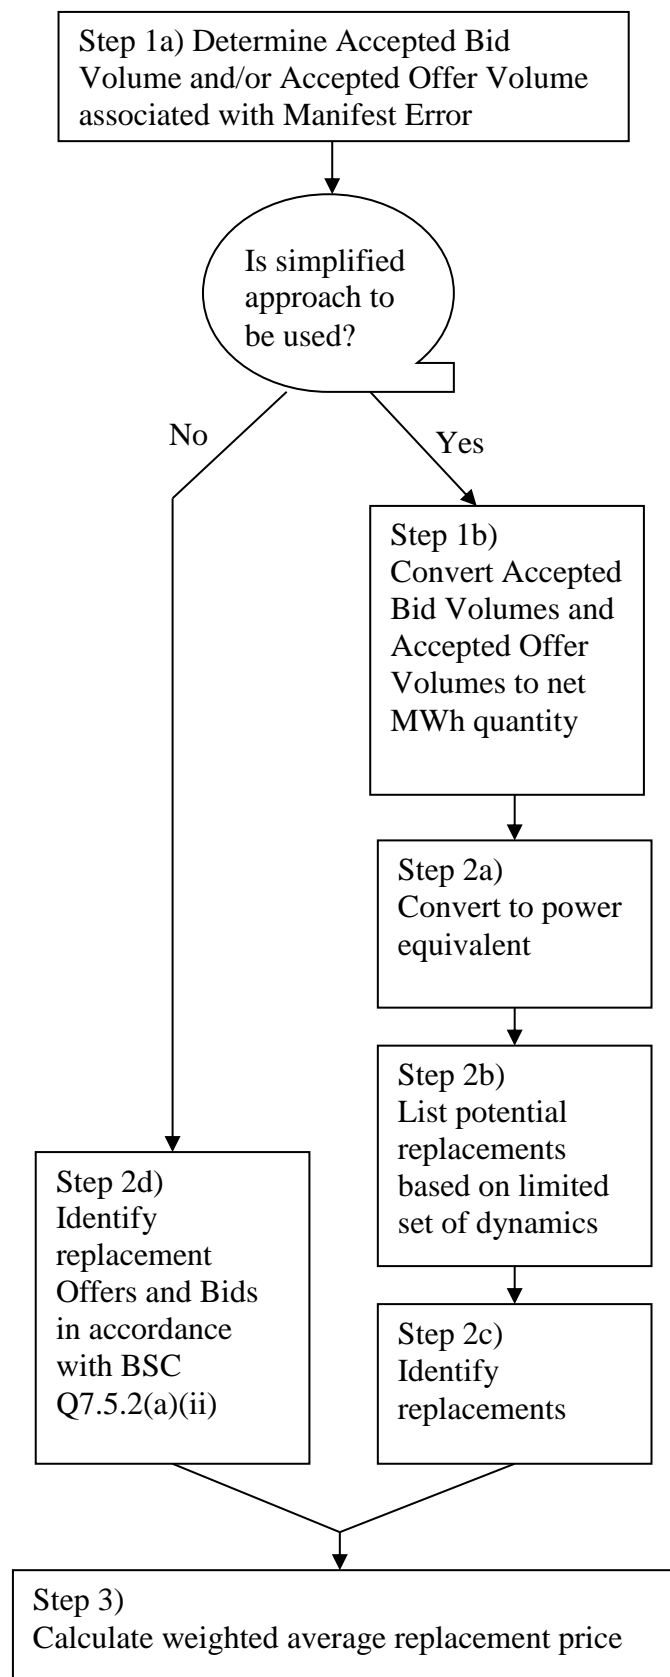 Step 1a) Determine Accepted Bid
Volume and/or Accepted Offer Volume
associated with Manifest Error
Is simplified
approach to
be used?
No
Yes
Step 1b)
Convert Accepted
Bid Volumes and
Accepted Offer
Volumes to net
MWh quantity
Step 2a)
Convert to power
equivalent
Step 2b)
List potential
replacements
based on limited
set of dynamics
Step 2d)
Identify
replacement
Offers and Bids
in accordance
with BSC
Q7.5.2(a)(ii)
Step 2c)
Identify
replacements
Step 3)
Calculate weighted average replacement price